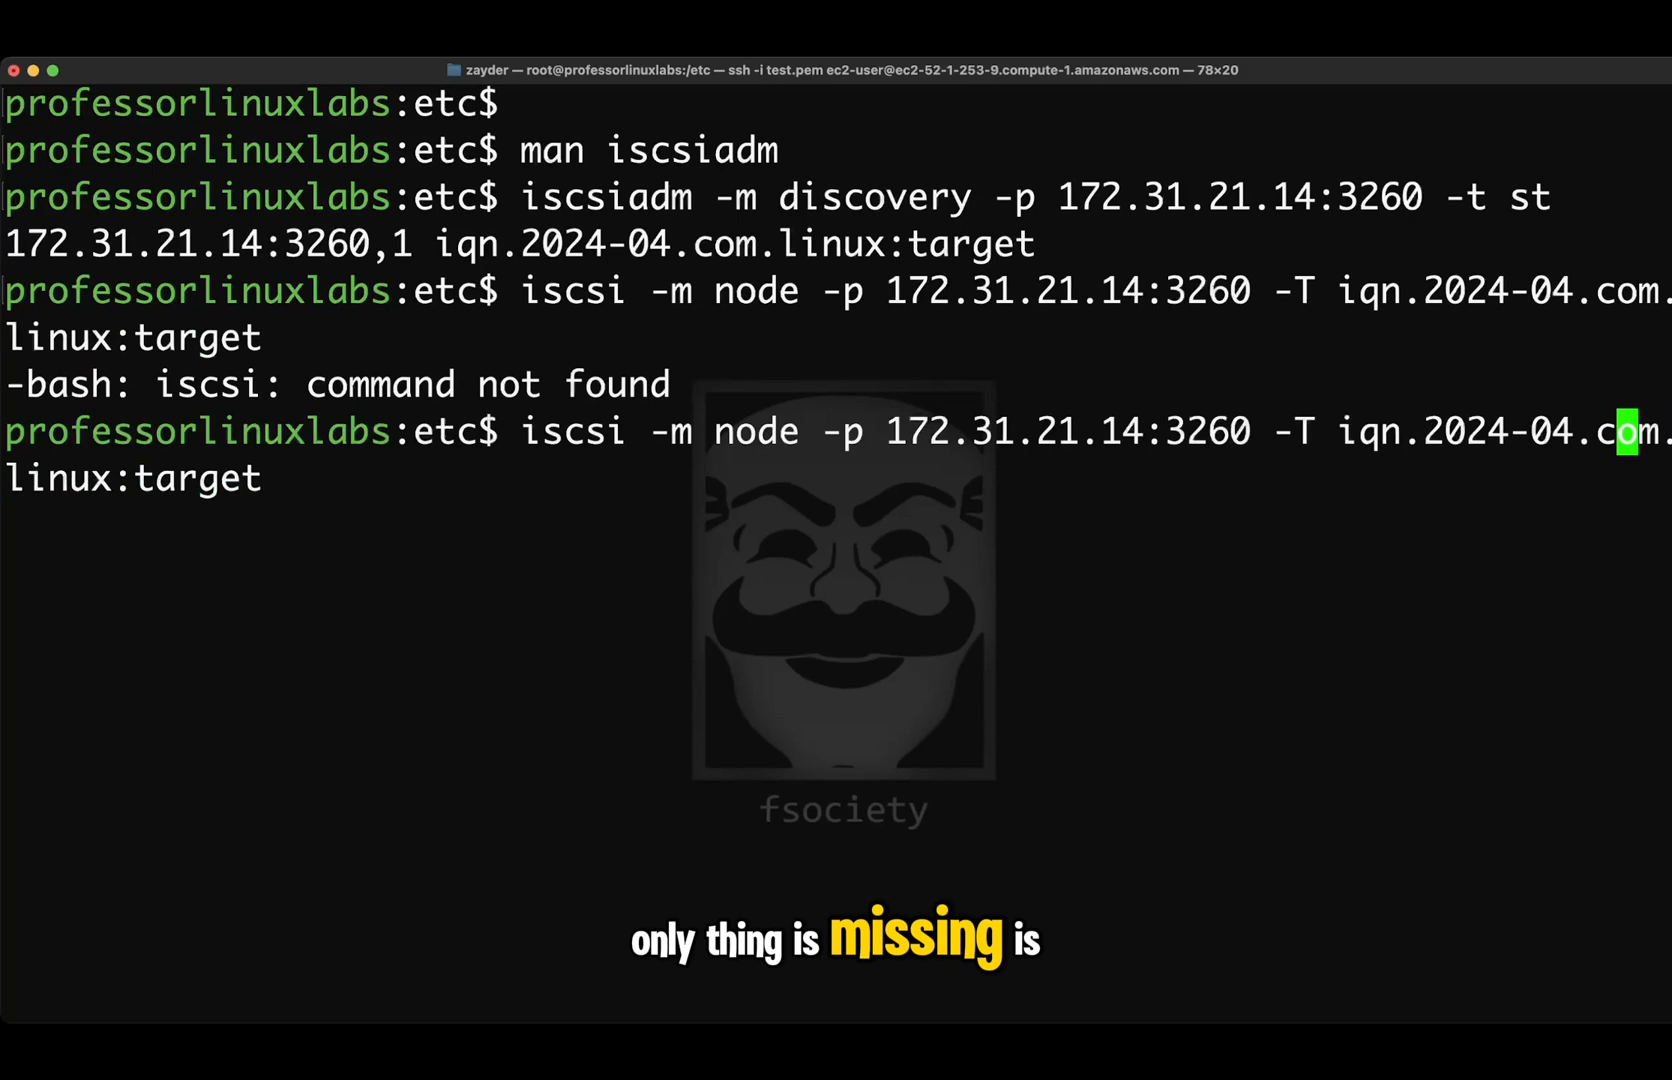 zayder — root@professorlinuxlabs:/etc — ssh -i test.pem ec2-user@ec2-52-1-253-9.compute-1.amazonaws.com — 78×20
professorlinuxlabs:etc$
professorlinuxlabs:etc$ man iscsiadm
professorlinuxlabs:etc$ iscsiadm -m discovery -p 172.31.21.14:3260 -t st
172.31.21.14:3260,1 iqn.2024-04.com.linux:target
professorlinuxlabs:etc$ iscsi -m node -p 172.31.21.14:3260 -T iqn.2024-04.com.
linux:target
-bash: iscsi: command not found
professorlinuxlabs:etc$ iscsi -m node -p 172.31.21.14:3260 -T iqn.2024-04.com.
linux:target
fsociety
only thing is missing is